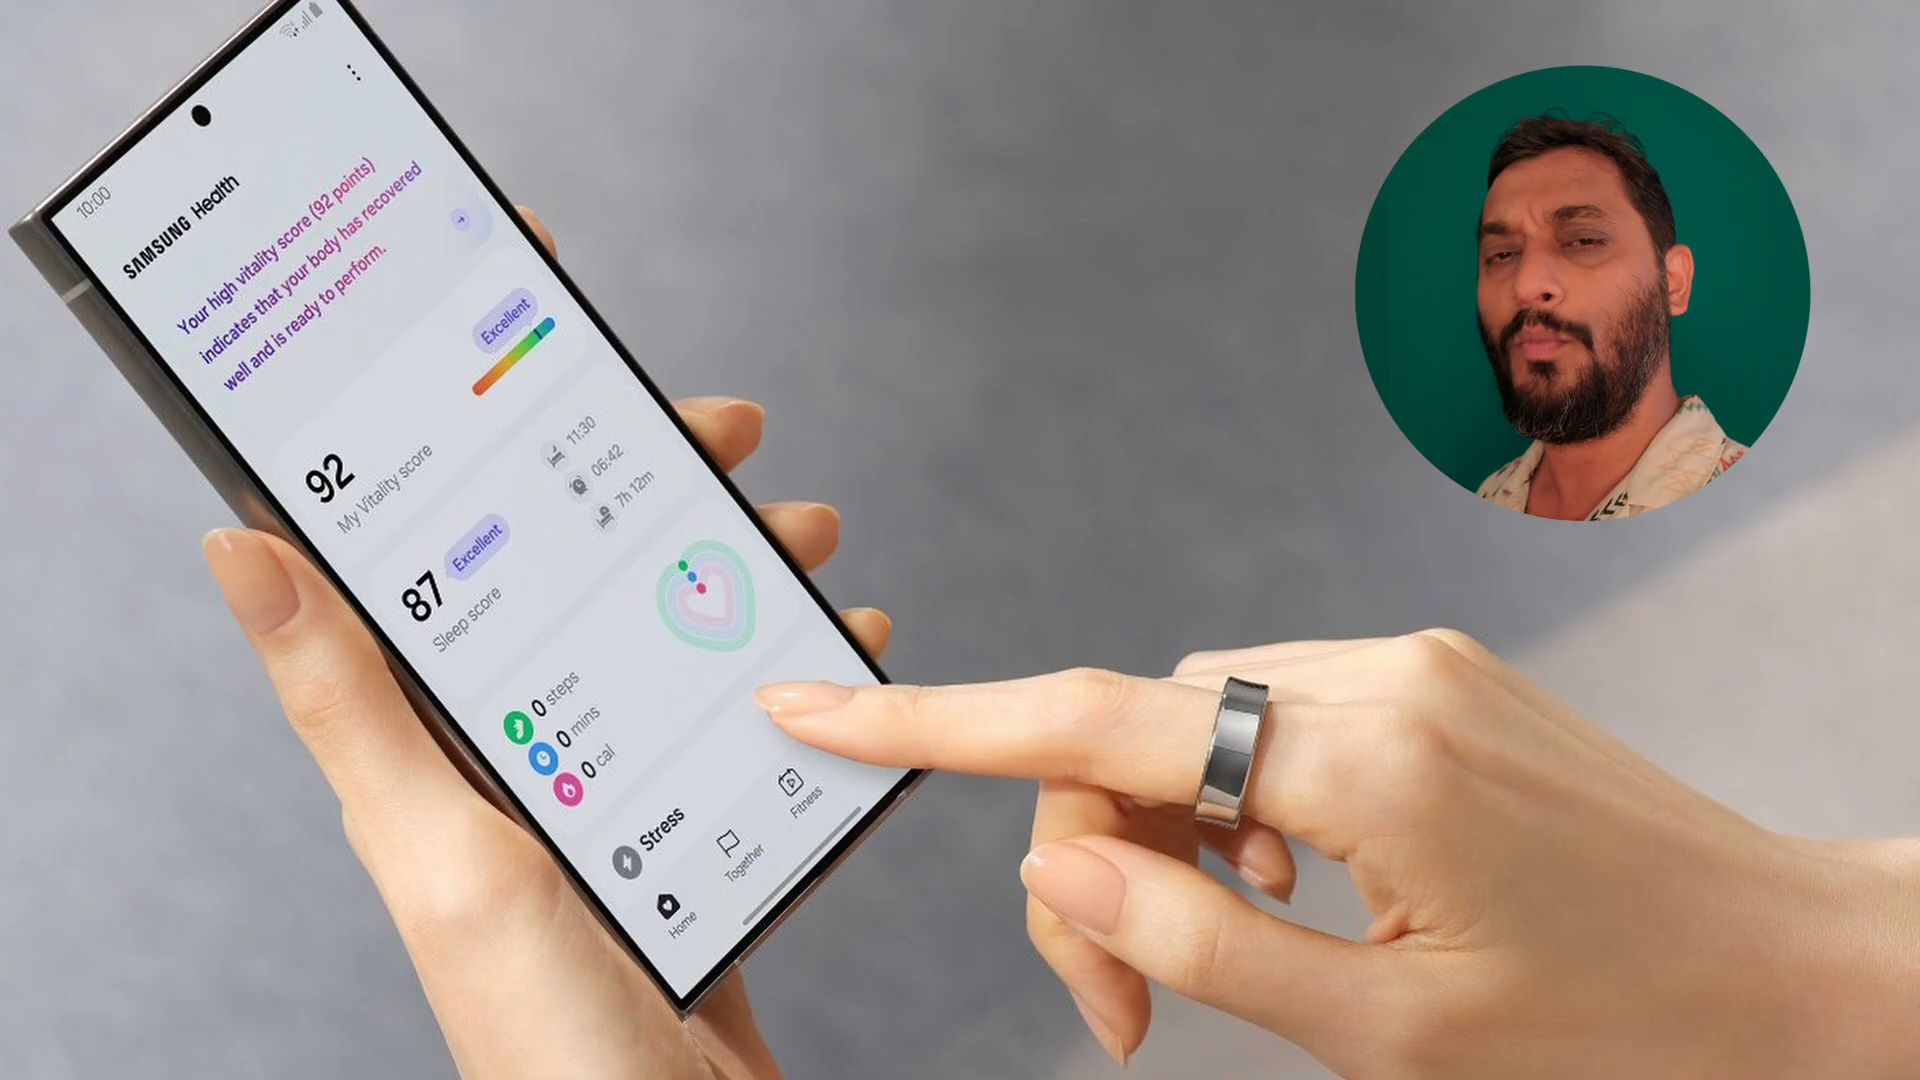 10:00
SAMSUNG Health
Your high vitality score (92 points)
indicates that your body has recovered
well and is ready to perform.
Excellent
92
My Vitality score
11:30
06:42
7h 12m
87
Excellent
Sleep score
0 steps
0 mins
0 cal
Stress
Home
Together
Fitness